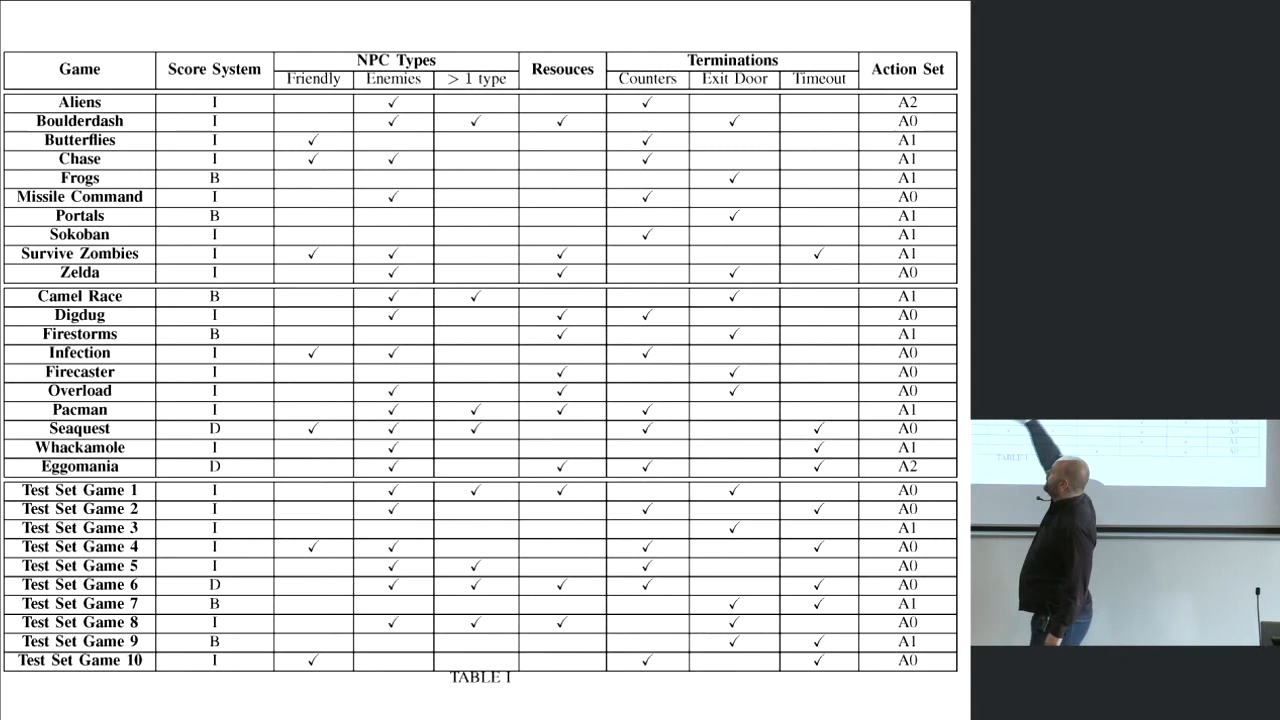 Game Score System NPC Types Resouces Terminations Action Set
Friendly Enemies > 1 type Counters Exit Door Timeout
Aliens I ✓ ✓ A2
Boulderdash I ✓ ✓ ✓ ✓ A0
Butterflies I ✓ ✓ A1
Chase I ✓ ✓ ✓ A1
Frogs B ✓ A1
Missile Command I ✓ ✓ A0
Portals B ✓ A1
Sokoban I ✓ A1
Survive Zombies I ✓ ✓ ✓ ✓ A1
Zelda I ✓ ✓ ✓ A0
Camel Race B ✓ ✓ ✓ A1
Digdug I ✓ ✓ ✓ A0
Firestorms B ✓ ✓ A1
Infection I ✓ ✓ ✓ A0
Firecaster I ✓ ✓ A0
Overload I ✓ ✓ ✓ A0
Pacman I ✓ ✓ ✓ ✓ A1
Seaquest D ✓ ✓ ✓ ✓ ✓ A0
Whackamole I ✓ ✓ A1
Eggomania D ✓ ✓ ✓ ✓ A2
Test Set Game 1 I ✓ ✓ ✓ ✓ A0
Test Set Game 2 I ✓ ✓ ✓ A0
Test Set Game 3 I ✓ A1
Test Set Game 4 I ✓ ✓ ✓ ✓ A0
Test Set Game 5 I ✓ ✓ ✓ A0
Test Set Game 6 D ✓ ✓ ✓ ✓ ✓ A0
Test Set Game 7 B ✓ ✓ A1
Test Set Game 8 I ✓ ✓ ✓ ✓ A0
Test Set Game 9 B ✓ ✓ A1
Test Set Game 10 I ✓ ✓ ✓ A0
TABLE I
TABLE I